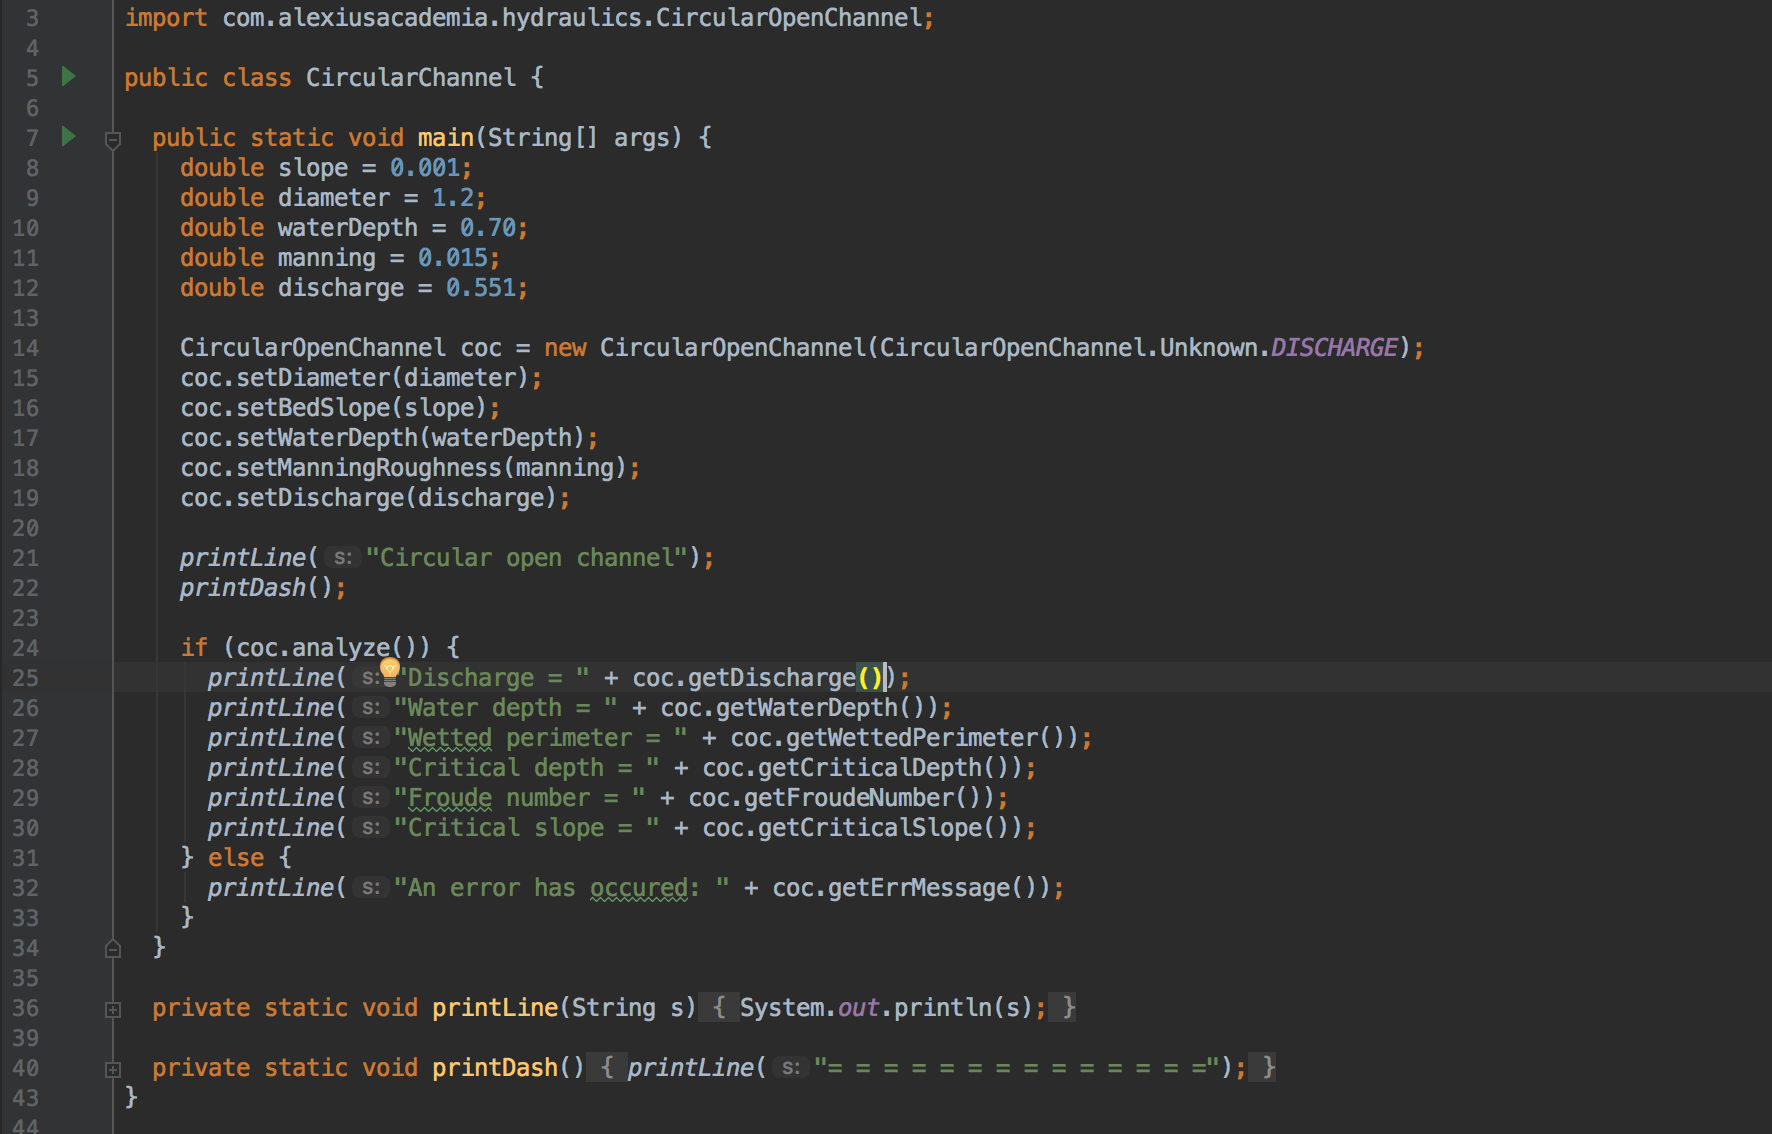 3 import com.alexiusacademia.hydraulics.CircularOpenChannel;
4
5 public class CircularChannel {
6
7 public static void main(String[] args) {
8 double slope = 0.001;
9 double diameter = 1.2;
10 double waterDepth = 0.70;
11 double manning = 0.015;
12 double discharge = 0.551;
13
14 CircularOpenChannel coc = new CircularOpenChannel(CircularOpenChannel.Unknown.DISCHARGE);
15 coc.setDiameter(diameter);
16 coc.setBedSlope(slope);
17 coc.setWaterDepth(waterDepth);
18 coc.setManningRoughness(manning);
19 coc.setDischarge(discharge);
20
21 printLine( s: "Circular open channel");
22 printDash();
23
24 if (coc.analyze()) {
25 printLine( s: "Discharge = " + coc.getDischarge());
26 printLine( s: "Water depth = " + coc.getWaterDepth());
27 printLine( s: "Wetted perimeter = " + coc.getWettedPerimeter());
28 printLine( s: "Critical depth = " + coc.getCriticalDepth());
29 printLine( s: "Froude number = " + coc.getFroudeNumber());
30 printLine( s: "Critical slope = " + coc.getCriticalSlope());
31 } else {
32 printLine( s: "An error has occured: " + coc.getErrMessage());
33 }
34 }
35
36 private static void printLine(String s) { System.out.println(s); }
39
40 private static void printDash() { printLine( s: "= = = = = = = = = = = = = ="); }
43 }
44